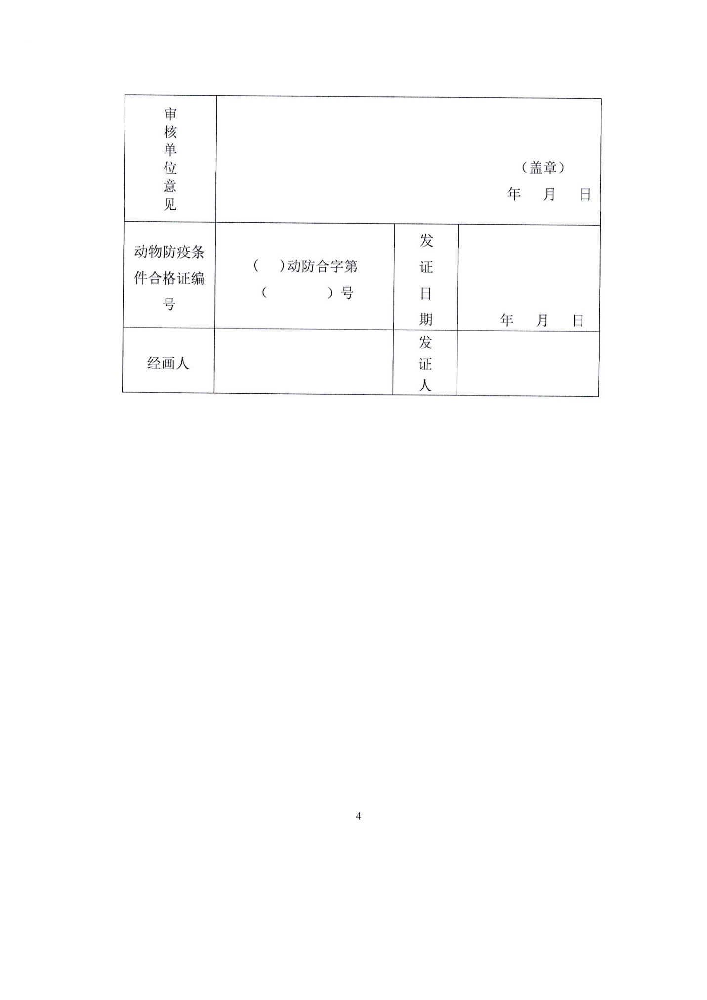 审
核
单
位
意
见
（盖章）
年 月 日
动物防疫条
件合格证编
号
( )动防合字第
（ ）号
发
证
日
期
年 月 日
经画人
发
证
人
4